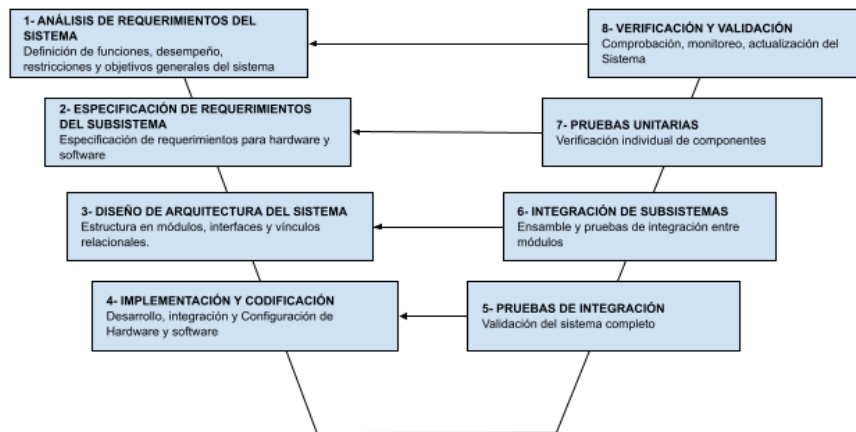 1- ANÁLISIS DE REQUERIMIENTOS DEL
SISTEMA
Definición de funciones, desempeño,
restricciones y objetivos generales del sistema
8- VERIFICACIÓN Y VALIDACIÓN
Comprobación, monitoreo, actualización del
Sistema
2- ESPECIFICACIÓN DE REQUERIMIENTOS
DEL SUBSISTEMA
Especificación de requerimientos para hardware y
software
7- PRUEBAS UNITARIAS
Verificación individual de componentes
3- DISEÑO DE ARQUITECTURA DEL SISTEMA
Estructura en módulos, interfaces y vínculos
relacionales.
6- INTEGRACIÓN DE SUBSISTEMAS
Ensamble y pruebas de integración entre
módulos
4- IMPLEMENTACIÓN Y CODIFICACIÓN
Desarrollo, integración y Configuración de
Hardware y software
5- PRUEBAS DE INTEGRACIÓN
Validación del sistema completo